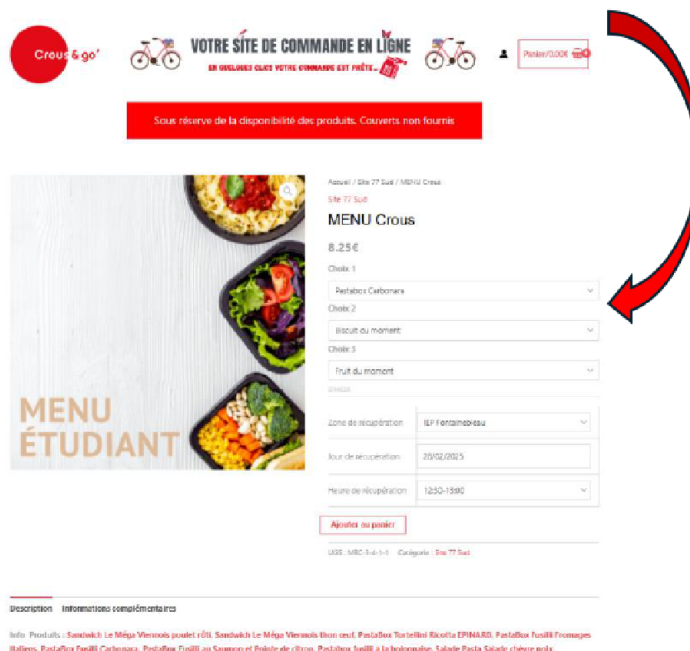 Crous & go'
VOTRE SÍTE DE COMMANDE EN LÌGNE
EN QUELQUES CLICS VOTRE COMMANDE EST PRÊTE...
Panier/0.00€ 0
Sous réserve de la disponibilité des produits. Couverts non fournis
Accueil / Site 77 Sud / MENU Crous
Site 77 Sud
MENU Crous
8.25€
Choix 1
Pastabox Carbonara
Choix 2
Biscuit du moment
Choix 3
Fruit du moment
Zone de récupération IEP Fontainebleau
Jour de récupération 28/02/2025
Heure de récupération 12:30-13:00
Ajouter au panier
UGS : Catégorie : Site 77 Sud
MENU
ÉTUDIANT
Description Informations complémentaires
Info Produits : Sandwich Le Méga Viennois poulet rôti, Sandwich Le Méga Viennois thon oeuf, PastaBox Tortellini Ricotta EPINARD, PastaBox Fusilli Fromages
Italiens, PastaBox Fusilli Carbonara, PastaBox Fusilli au Saumon et Pointe de citron, Pastabox fusilli à la bolognaise, Salade Pasta Salade chèvre noix